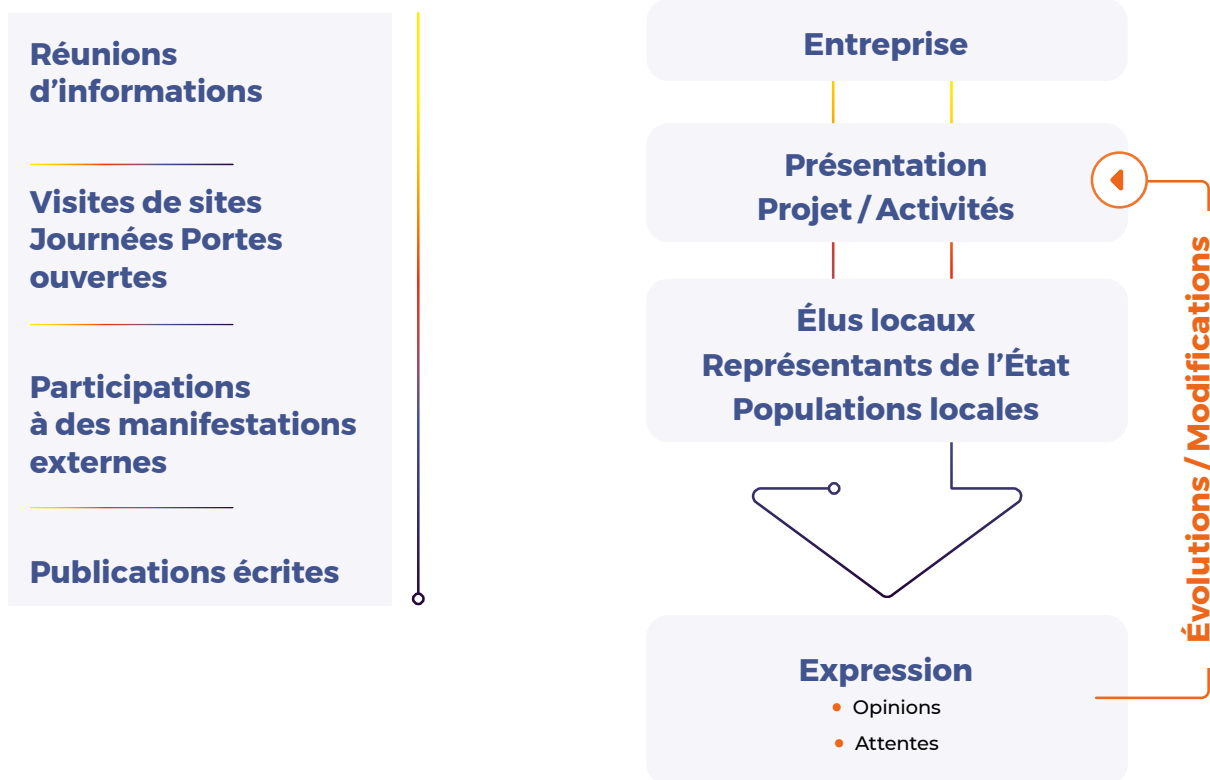 Réunions
d’informations
Visites de sites
Journées Portes
ouvertes
Participations
à des manifestations
externes
Publications écrites
Entreprise
Présentation
Projet / Activités
Élus locaux
Représentants de l’État
Populations locales
Expression
• Opinions
• Attentes
Évolutions / Modifications